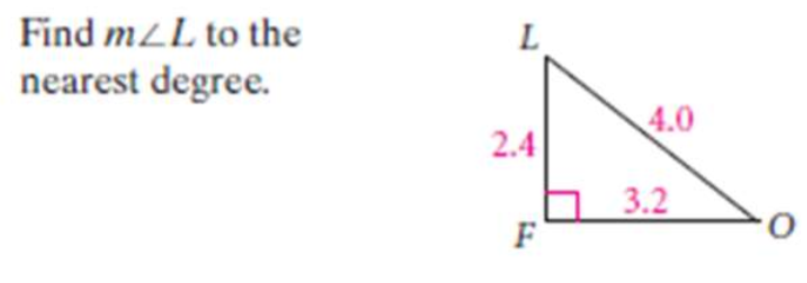 Find m∠L to the
nearest degree.
L
4.0
2.4
3.2
F
O